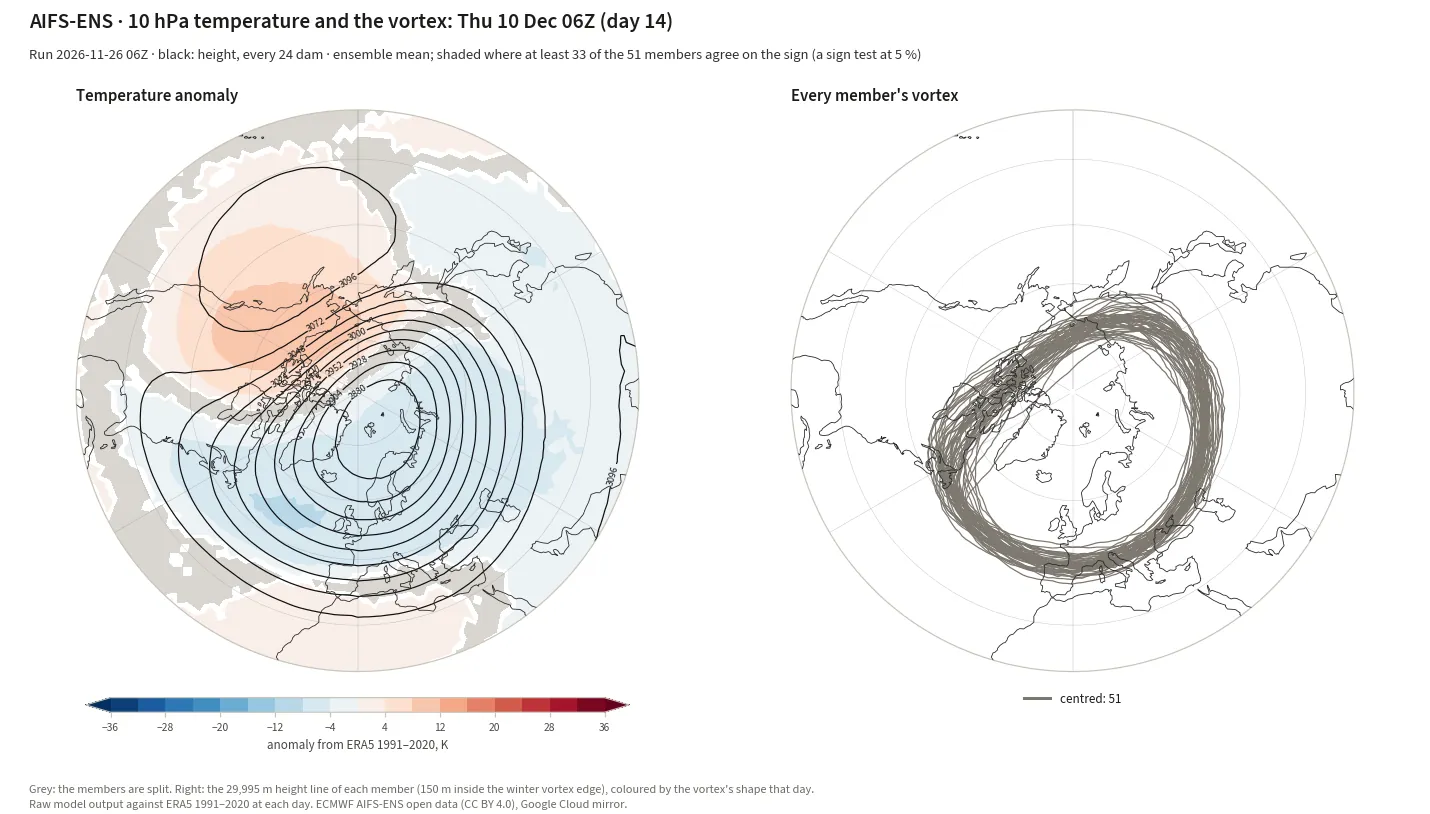 AIFS-ENS · 10 hPa temperature and the vortex: Thu 10 Dec 06Z (day 14)
Run 2026-11-26 06Z · black: height, every 24 dam · ensemble mean; shaded where at least 33 of the 51 members agree on the sign (a sign test at 5 %)
Temperature anomaly
Every member's vortex
3096
3072
3000
2952
2928
2880
3096
centred: 51
−36 −28 −20 −12 −4 4 12 20 28 36
anomaly from ERA5 1991–2020, K
Grey: the members are split. Right: the 29,995 m height line of each member (150 m inside the winter vortex edge), coloured by the vortex's shape that day.
Raw model output against ERA5 1991–2020 at each day. ECMWF AIFS-ENS open data (CC BY 4.0), Google Cloud mirror.